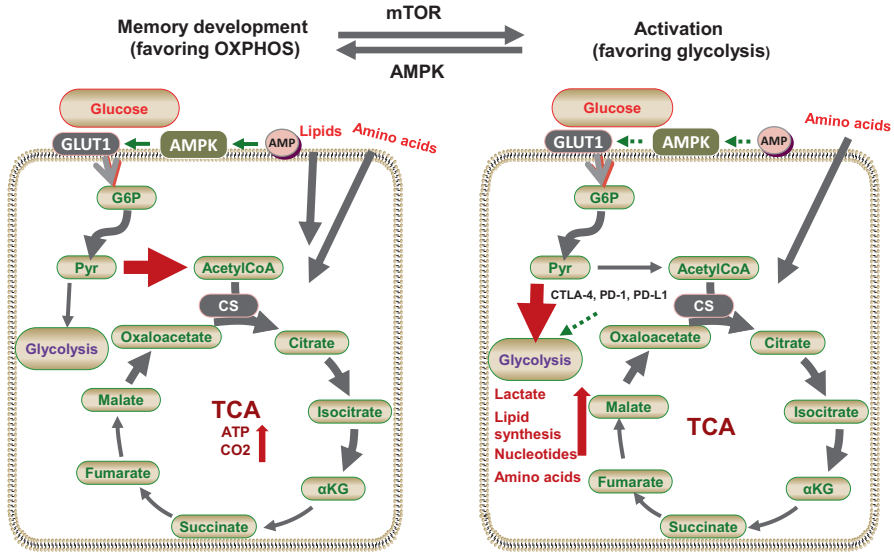 Memory development
(favoring OXPHOS)
mTOR
AMPK
Activation
(favoring glycolysis)
Glucose
GLUT1
AMPK
AMP
Lipids
Amino acids
G6P
Pyr
AcetylCoA
CS
Glycolysis
Oxaloacetate
Citrate
Malate
TCA
ATP
CO2
Isocitrate
Fumarate
αKG
Succinate
Glucose
GLUT1
AMPK
AMP
Amino acids
G6P
Pyr
AcetylCoA
CTLA-4, PD-1, PD-L1
CS
Glycolysis
Oxaloacetate
Citrate
Lactate
Lipid
synthesis
Nucleotides
Amino acids
Malate
TCA
Isocitrate
Fumarate
αKG
Succinate